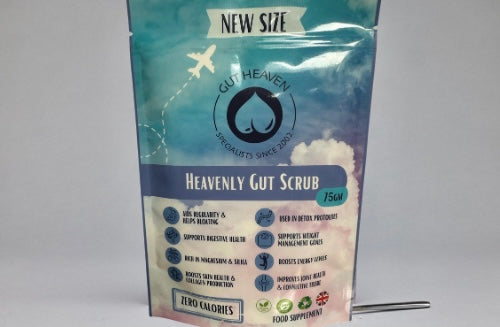 NEW SIZE
GUT HEAVEN
SPECIALISTS SINCE 2002
HEAVENLY GUT SCRUB
75GM
AIDS REGULARITY &
HELPS BLOATING
SUPPORTS DIGESTIVE HEALTH
RICH IN MAGNESIUM & SILICA
BOOSTS SKIN HEALTH &
COLLAGEN PRODUCTION
USED IN DETOX PROTOCOLS
SUPPORTS WEIGHT
MANAGEMENT GOALS
BOOSTS ENERGY LEVELS
IMPROVES JOINT HEALTH
& CONNECTIVE TISSUE
ZERO CALORIES
FOOD SUPPLEMENT